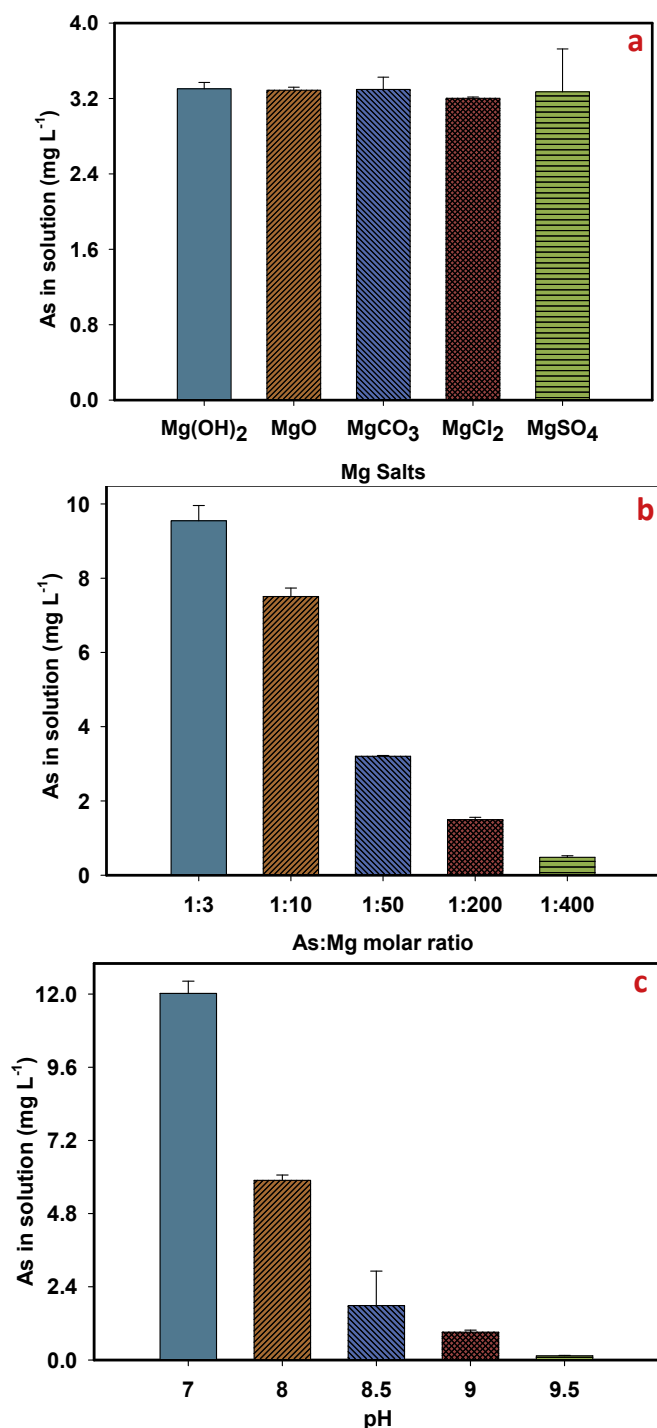 a
As in solution (mg L⁻¹)
4.0
3.2
2.4
1.6
0.8
0.0
Mg(OH)₂ MgO MgCO₃ MgCl₂ MgSO₄
Mg Salts
b
As in solution (mg L⁻¹)
10
8
6
4
2
0
1:3 1:10 1:50 1:200 1:400
As:Mg molar ratio
c
As in solution (mg L⁻¹)
12.0
9.6
7.2
4.8
2.4
0.0
7 8 8.5 9 9.5
pH